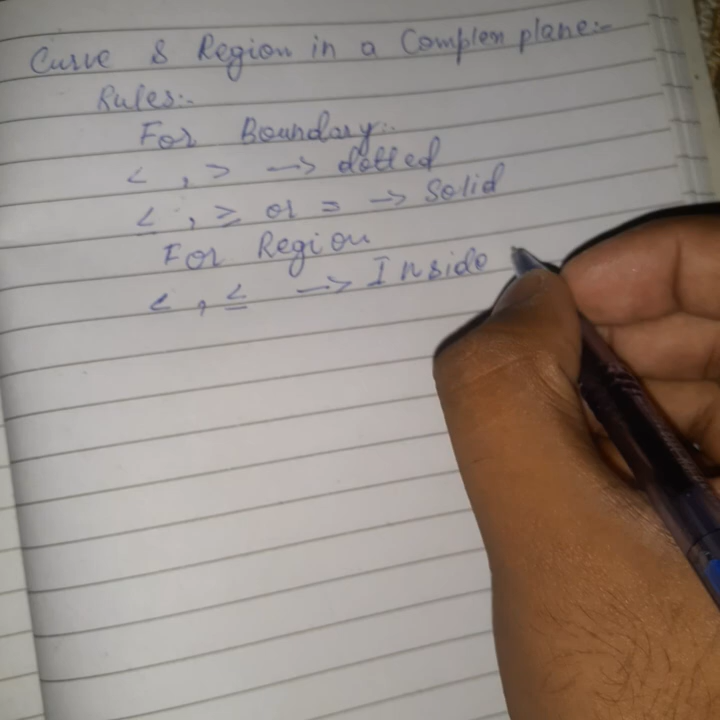 Curve & Region in a Complex plane:-
Rules:-
For Boundary:-
< , > -> dotted
≤ , ≥ or = -> Solid
For Region
< , ≤ -> Inside